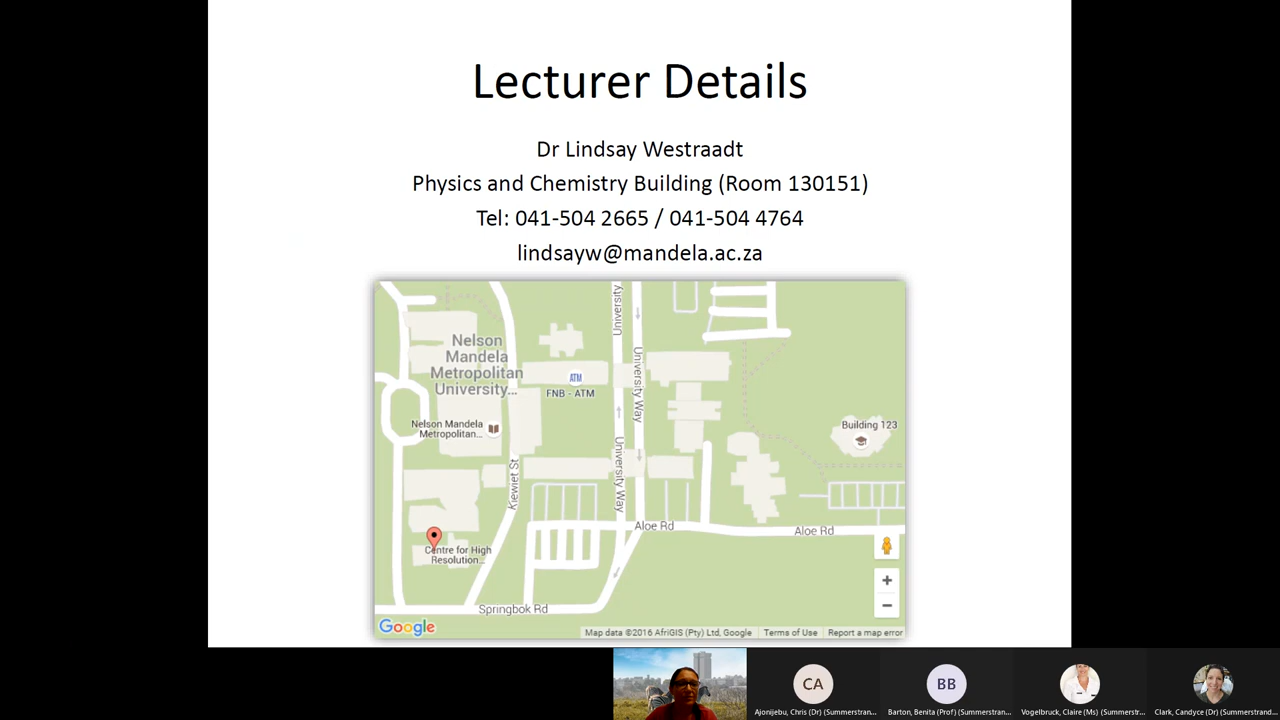 Lecturer Details
Dr Lindsay Westraadt
Physics and Chemistry Building (Room 130151)
Tel: 041-504 2665 / 041-504 4764
lindsayw@mandela.ac.za
Nelson
Mandela
Metropolitan
University...
ATM
FNB - ATM
University
University Way
University Way
Nelson Mandela
Metropolitan...
Building 123
Kiewiet St
Aloe Rd
Aloe Rd
Centre for High
Resolution...
Springbok Rd
+
−
Google
Map data ©2016 AfriGIS (Pty) Ltd, Google
Terms of Use
Report a map error
CA
BB
Ajonijebu, Chris (Dr) (Summerstran...
Barton, Benita (Prof) (Summerstran...
Vogelbruck, Claire (Ms) (Summerstr...
Clark, Candyce (Dr) (Summerstrand...